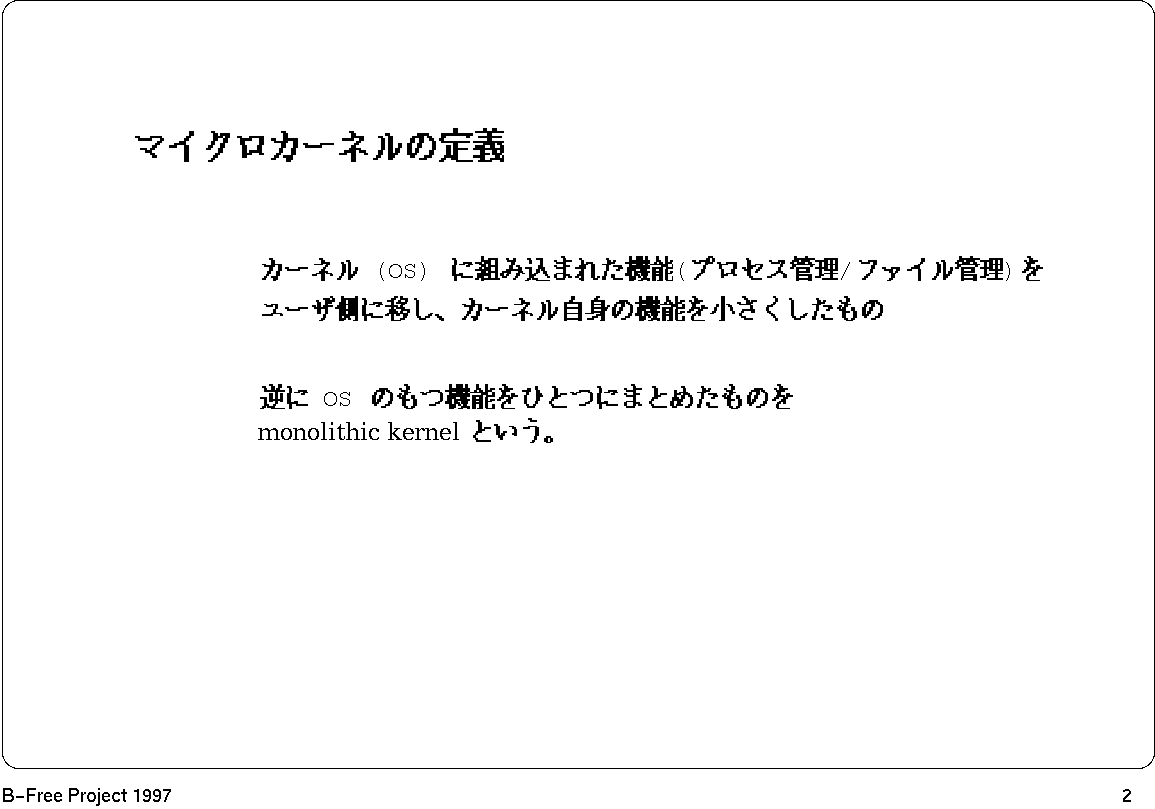 マイクロカーネルの定義
カーネル (OS) に組み込まれた機能(プロセス管理/ファイル管理)を
ユーザ側に移し、カーネル自身の機能を小さくしたもの
逆に OS のもつ機能をひとつにまとめたものを
monolithic kernel という。
B-Free Project 1997
2